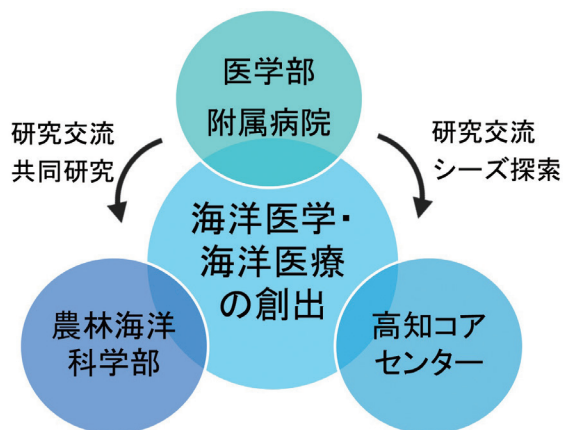 医学部
附属病院
研究交流
共同研究
研究交流
シーズ探索
海洋医学・
海洋医療
の創出
農林海洋
科学部
高知コア
センター